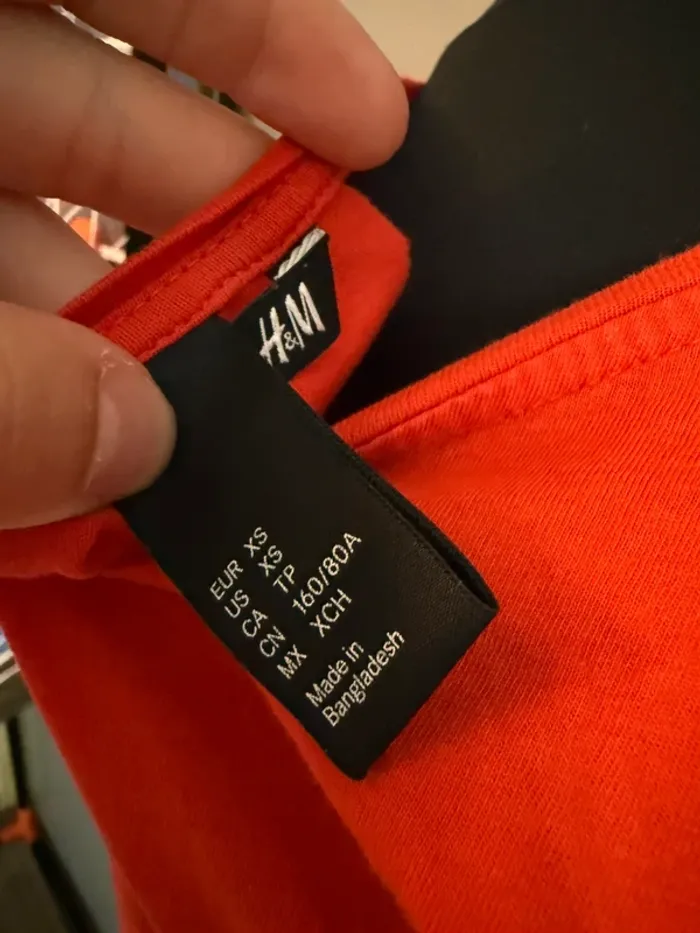 H&M
EUR XS
US XS
CA TP
CN 160/80A
MX XCH
Made in
Bangladesh